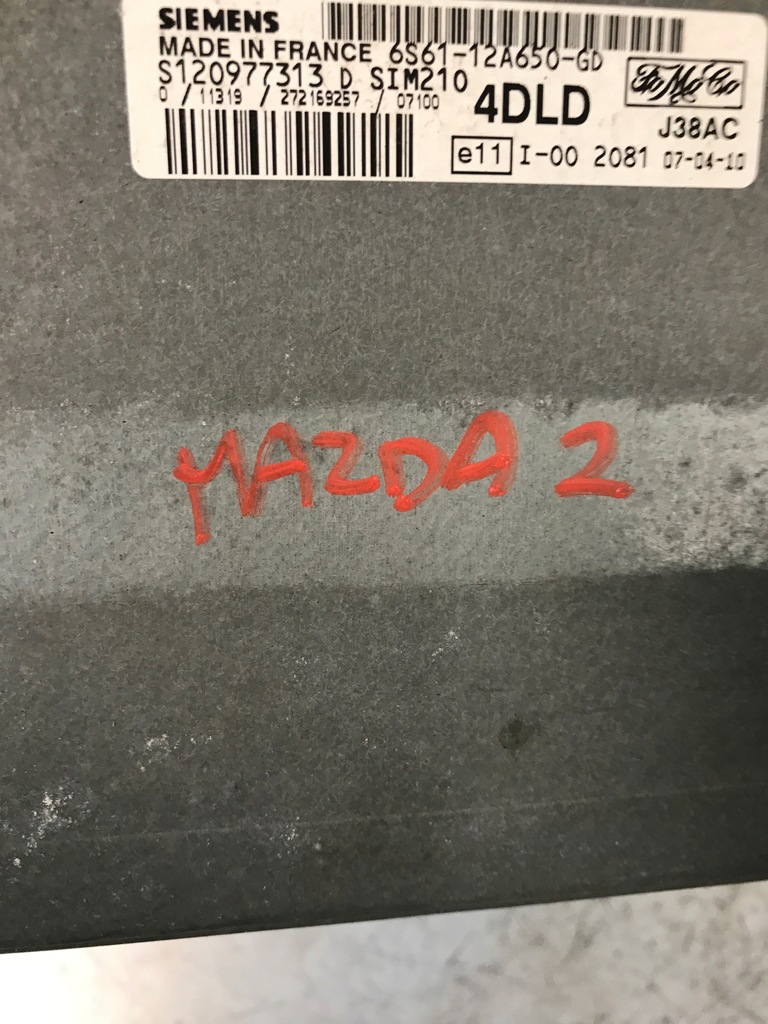 SIEMENS
MADE IN FRANCE 6S61-12A650-GD
S120977313 D SIM210
FoMoCo
0 / 11319 / 272169257 / 07100
4DLD
J38AC
e11 I-00 2081 07-04-10
MAZDA 2